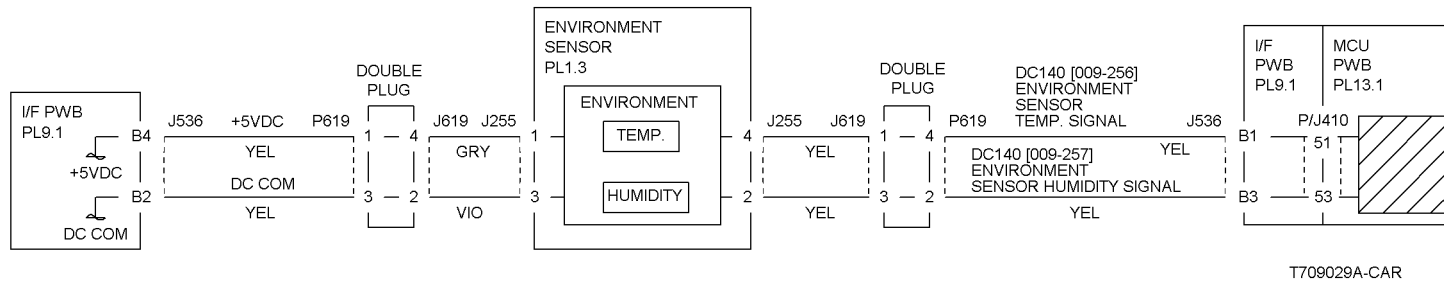 I/F PWB
PL9.1
B4
+5VDC
B2
DC COM
J536 +5VDC P619
YEL
DC COM
YEL
DOUBLE
PLUG
1 4
3 2
J619 J255
GRY
VIO
ENVIRONMENT
SENSOR
PL1.3
ENVIRONMENT
TEMP.
HUMIDITY
1 4
3 2
J255 J619
YEL
YEL
DOUBLE
PLUG
1 4
3 2
P619
DC140 [009-256]
ENVIRONMENT
SENSOR
TEMP. SIGNAL
J536
YEL
DC140 [009-257]
ENVIRONMENT
SENSOR HUMIDITY SIGNAL
YEL
I/F
PWB
PL9.1
MCU
PWB
PL13.1
P/J410
B1 51
B3 53
T709029A-CAR